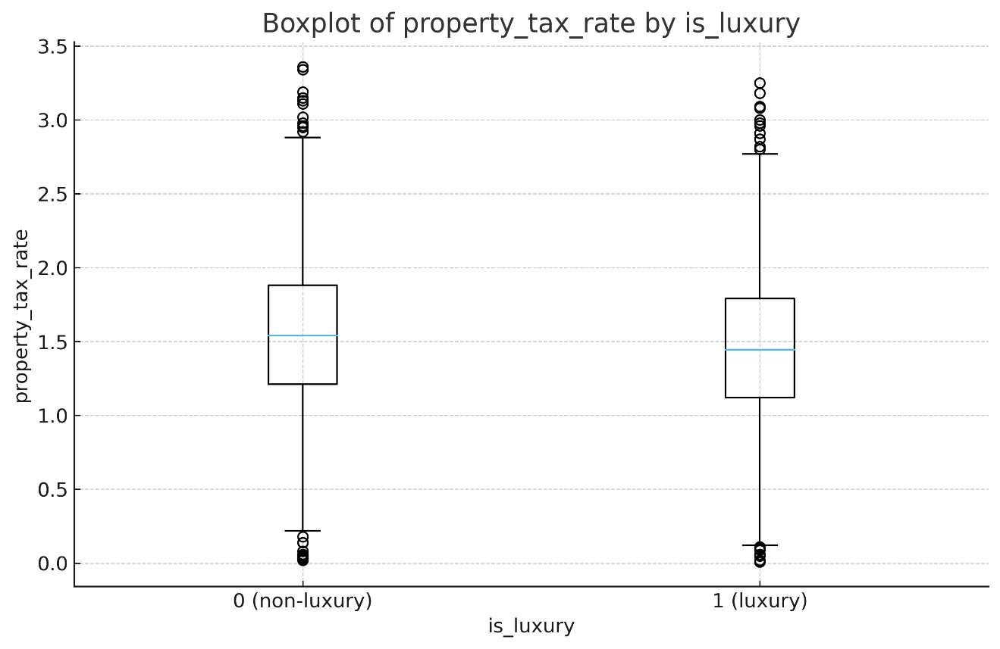 Boxplot of property_tax_rate by is_luxury
property_tax_rate
3.5
3.0
2.5
2.0
1.5
1.0
0.5
0.0
0 (non-luxury)
1 (luxury)
is_luxury